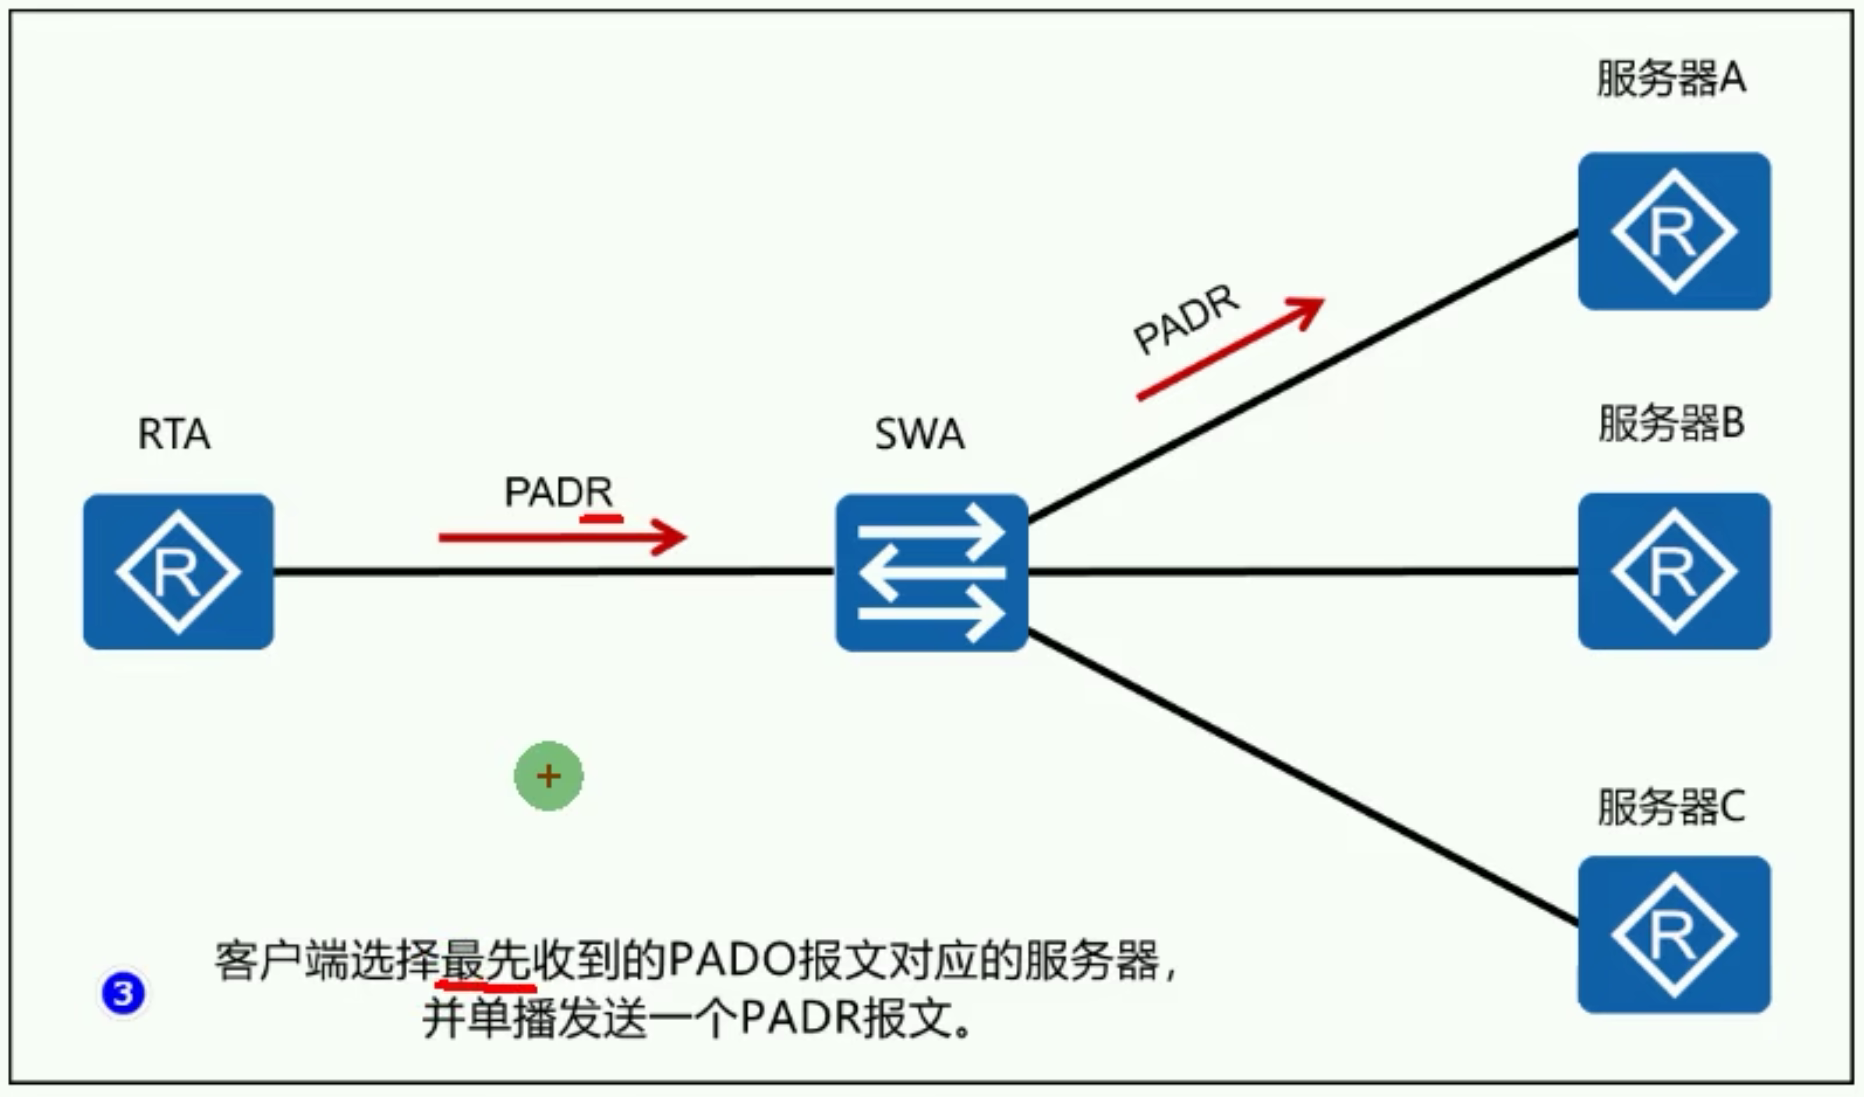 服务器A
R
PADR
服务器B
RTA
SWA
PADR
R
R
服务器C
R
3
客户端选择最先收到的PADO报文对应的服务器,
并单播发送一个PADR报文。